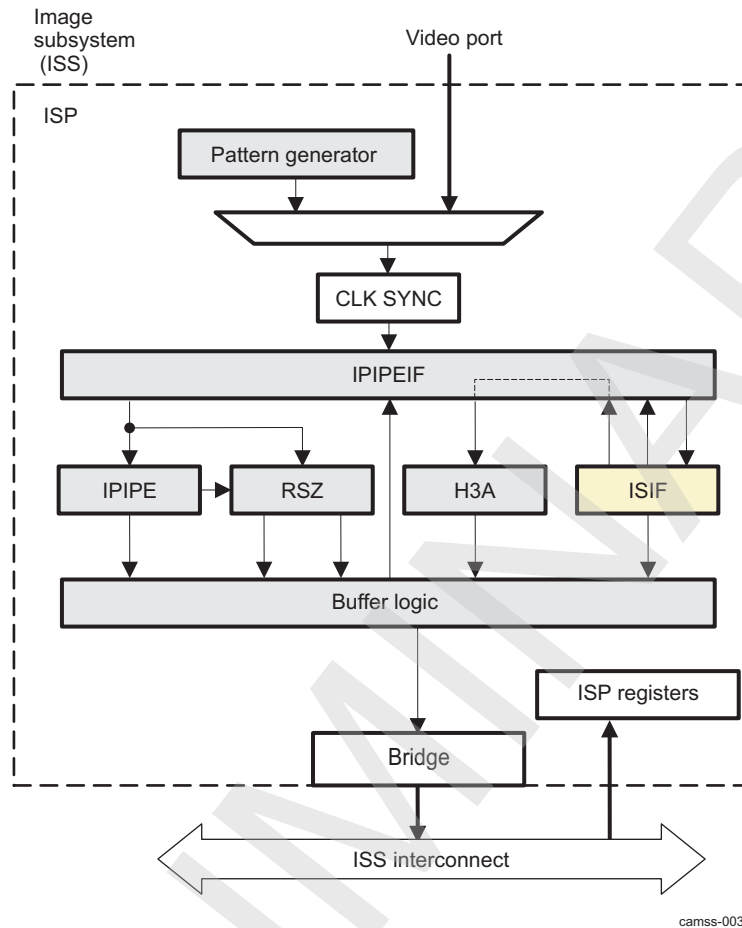 Image
subsystem
(ISS)
Video port
ISP
Pattern generator
CLK SYNC
IPIPEIF
IPIPE
RSZ
H3A
ISIF
Buffer logic
ISP registers
Bridge
ISS interconnect
camss-003